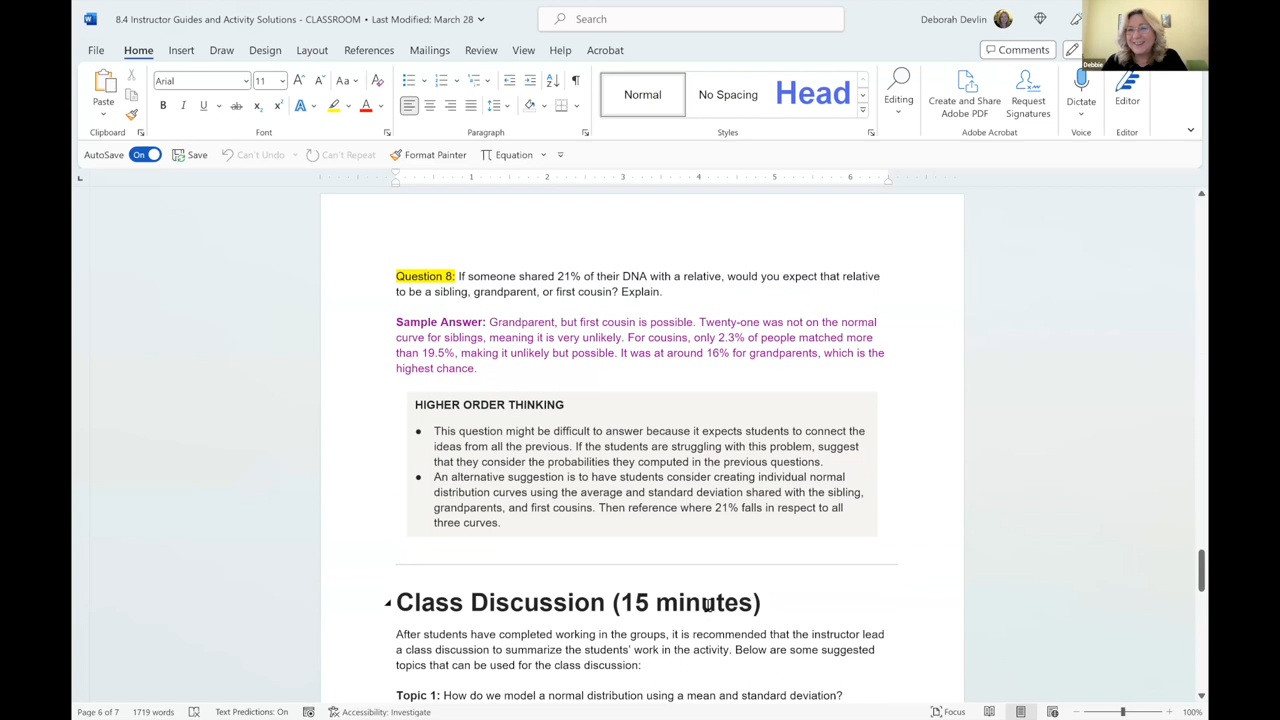 8.4 Instructor Guides and Activity Solutions - CLASSROOM • Last Modified: March 28
Search
Deborah Devlin
Debbie
File Home Insert Draw Design Layout References Mailings Review View Help Acrobat
Comments
Arial 11 Aa
Normal
No Spacing
Head
Paste
B I U ab x₂ x² A A
Editing
Create and Share Adobe PDF
Request Signatures
Dictate
Editor
Clipboard Font Paragraph Styles Adobe Acrobat Voice Editor
AutoSave On Save Can't Undo Can't Repeat Format Painter Equation
1 2 3 4 5 6
Question 8: If someone shared 21% of their DNA with a relative, would you expect that relative
to be a sibling, grandparent, or first cousin? Explain.
Sample Answer: Grandparent, but first cousin is possible. Twenty-one was not on the normal
curve for siblings, meaning it is very unlikely. For cousins, only 2.3% of people matched more
than 19.5%, making it unlikely but possible. It was at around 16% for grandparents, which is the
highest chance.
HIGHER ORDER THINKING
● This question might be difficult to answer because it expects students to connect the
ideas from all the previous. If the students are struggling with this problem, suggest
that they consider the probabilities they computed in the previous questions.
● An alternative suggestion is to have students consider creating individual normal
distribution curves using the average and standard deviation shared with the sibling,
grandparents, and first cousins. Then reference where 21% falls in respect to all
three curves.
Class Discussion (15 minutes)
After students have completed working in the groups, it is recommended that the instructor lead
a class discussion to summarize the students' work in the activity. Below are some suggested
topics that can be used for the class discussion:
Topic 1: How do we model a normal distribution using a mean and standard deviation?
Page 6 of 7 1719 words Text Predictions: On Accessibility: Investigate Focus 100%